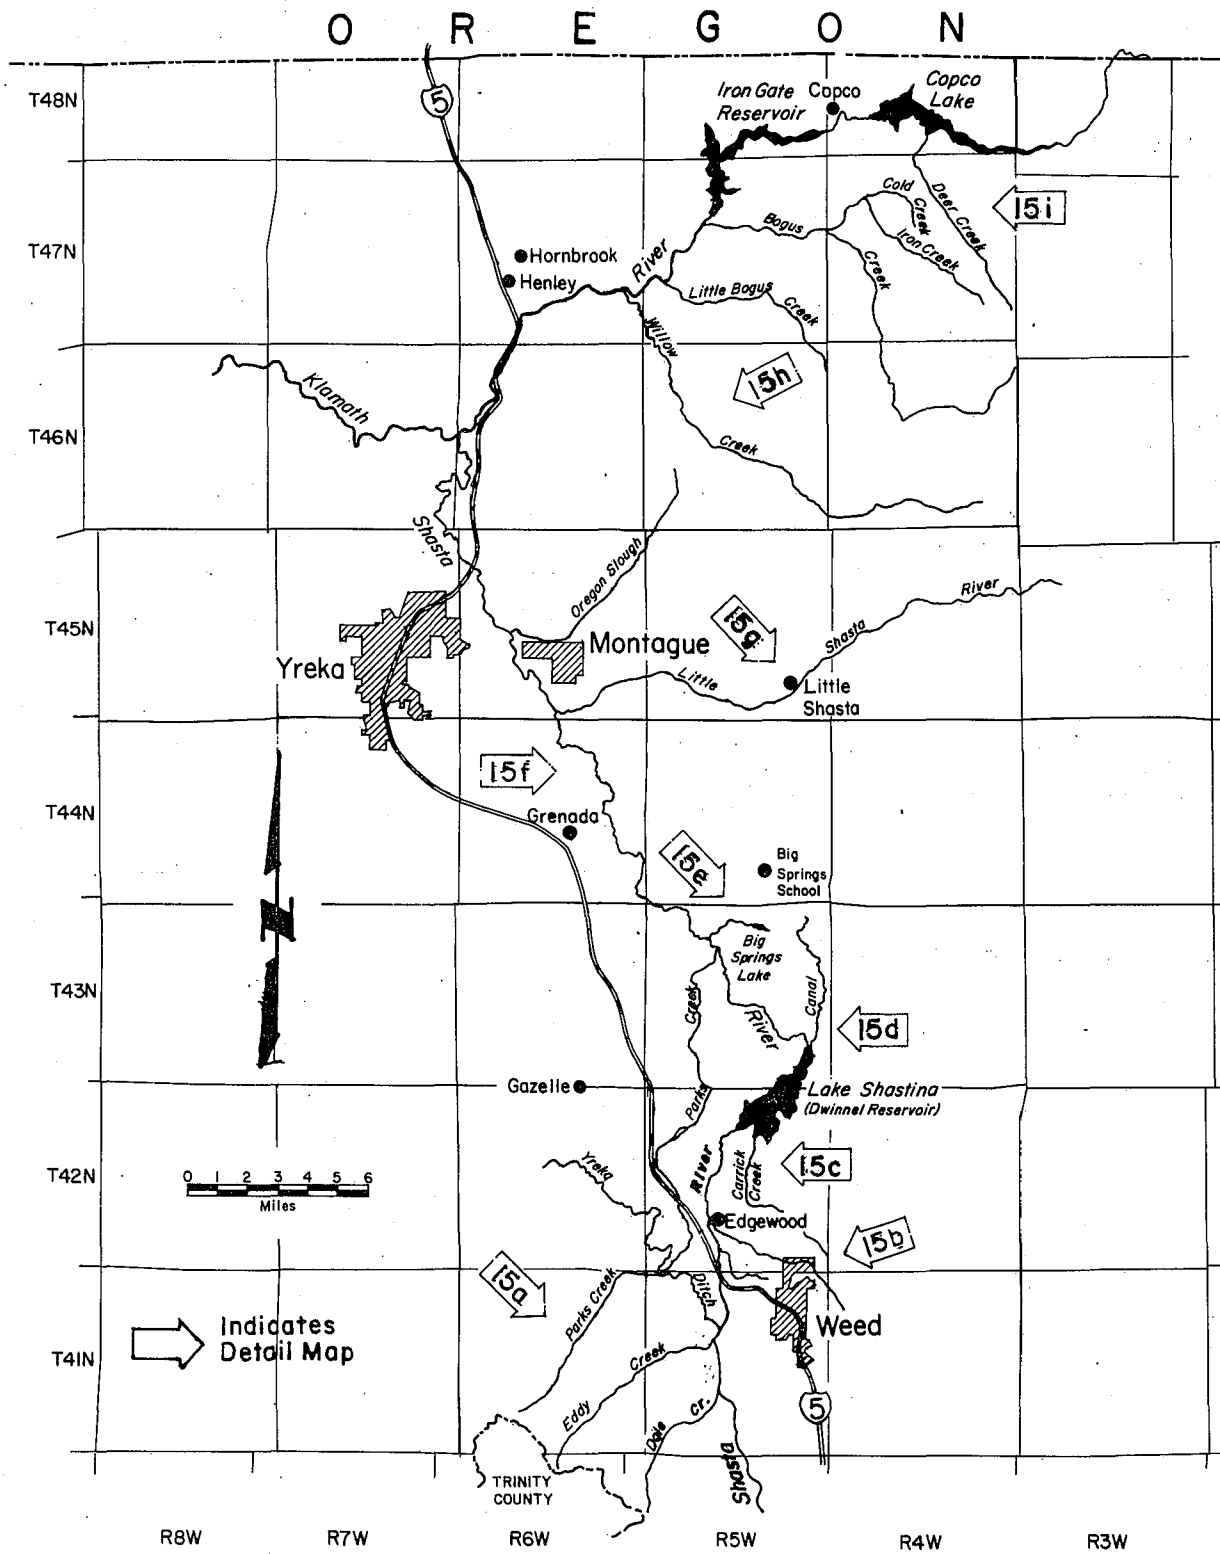 O R E G O N
T48N
5
Iron Gate
Reservoir
Copco
Copco
Lake
15i
Cold
Creek
Deer Creek
Iron Creek
Bogus
Creek
T47N
Hornbrook
Henley
River
Little Bogus
Creek
Willow
Creek
15h
Klamath
T46N
Shasta
Oregon Slough
15g
River
Shasta
Little
T45N
Yreka
Montague
Little
Shasta
15f
T44N
Grenada
15e
Big
Springs
School
Big
Springs
Lake
Canal
T43N
Creek
River
15d
N
Gazelle
Parks
Lake Shastina
(Dwinnel Reservoir)
T42N
0 1 2 3 4 5 6
Miles
Yreka
River
Carrick
Creek
15c
Edgewood
15b
15a
Parks Creek
Ditch
Indicates
Detail Map
Weed
T41N
Creek
Eddy
Dale Cr.
Shasta
5
TRINITY
COUNTY
R8W R7W R6W R5W R4W R3W